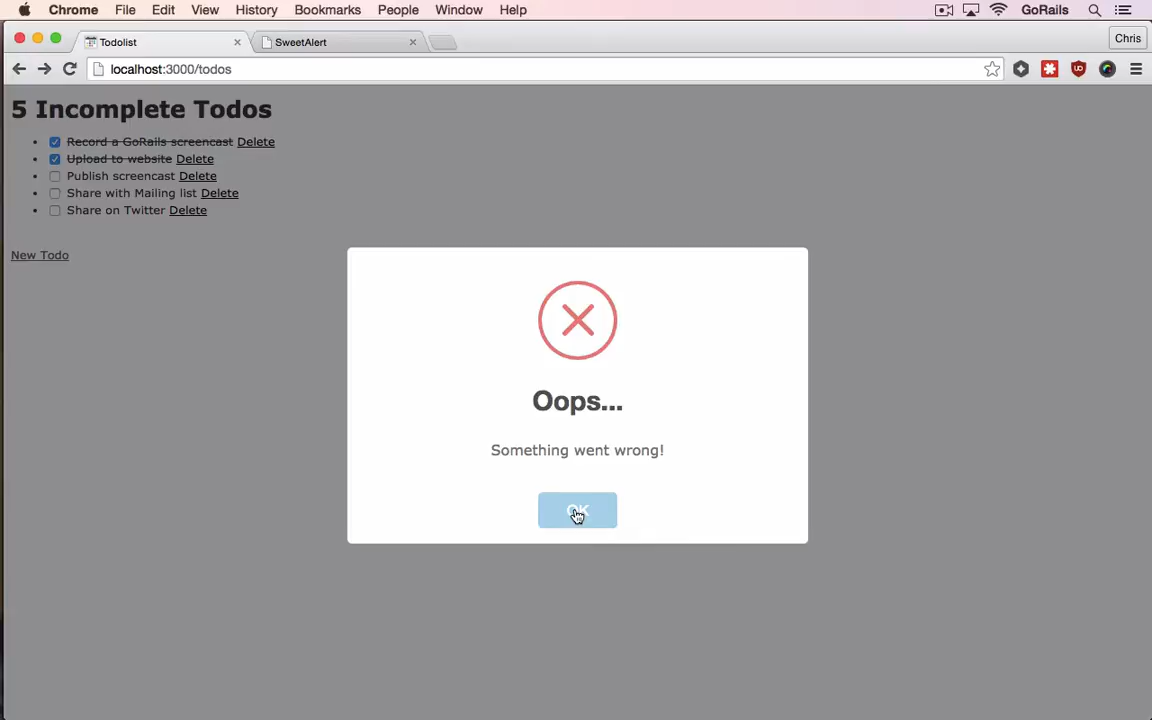 Chrome File Edit View History Bookmarks People Window Help GoRails
Todolist SweetAlert Chris
localhost:3000/todos
5 Incomplete Todos
Record a GoRails screencast Delete
Upload to website Delete
Publish screencast Delete
Share with Mailing list Delete
Share on Twitter Delete
New Todo
Oops...
Something went wrong!
OK